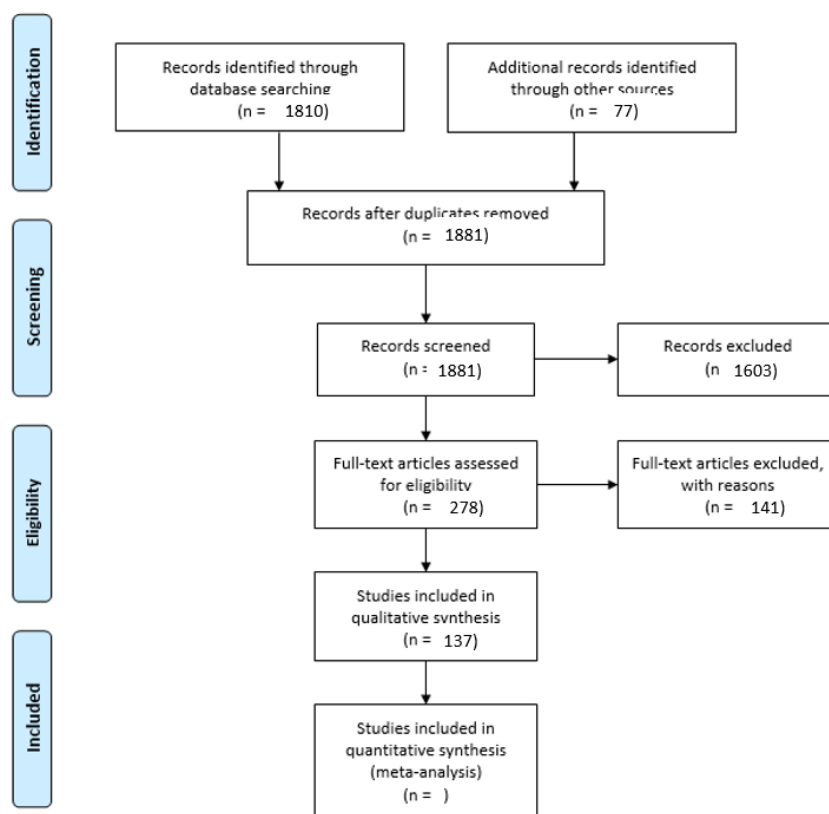 Identification
Records identified through
database searching
(n = 1810)
Additional records identified
through other sources
(n = 77)
Records after duplicates removed
(n = 1881)
Screening
Records screened
(n = 1881)
Records excluded
(n 1603)
Eligibility
Full-text articles assessed
for eligibility
(n = 278)
Full-text articles excluded,
with reasons
(n = 141)
Studies included in
qualitative synthesis
(n = 137)
Included
Studies included in
quantitative synthesis
(meta-analysis)
(n = )